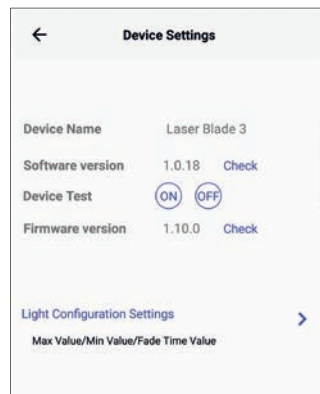 Device Settings
Device Name Laser Blade 3
Software version 1.0.18 Check
Device Test ON OFF
Firmware version 1.10.0 Check
Light Configuration Settings
Max Value/Min Value/Fade Time Value